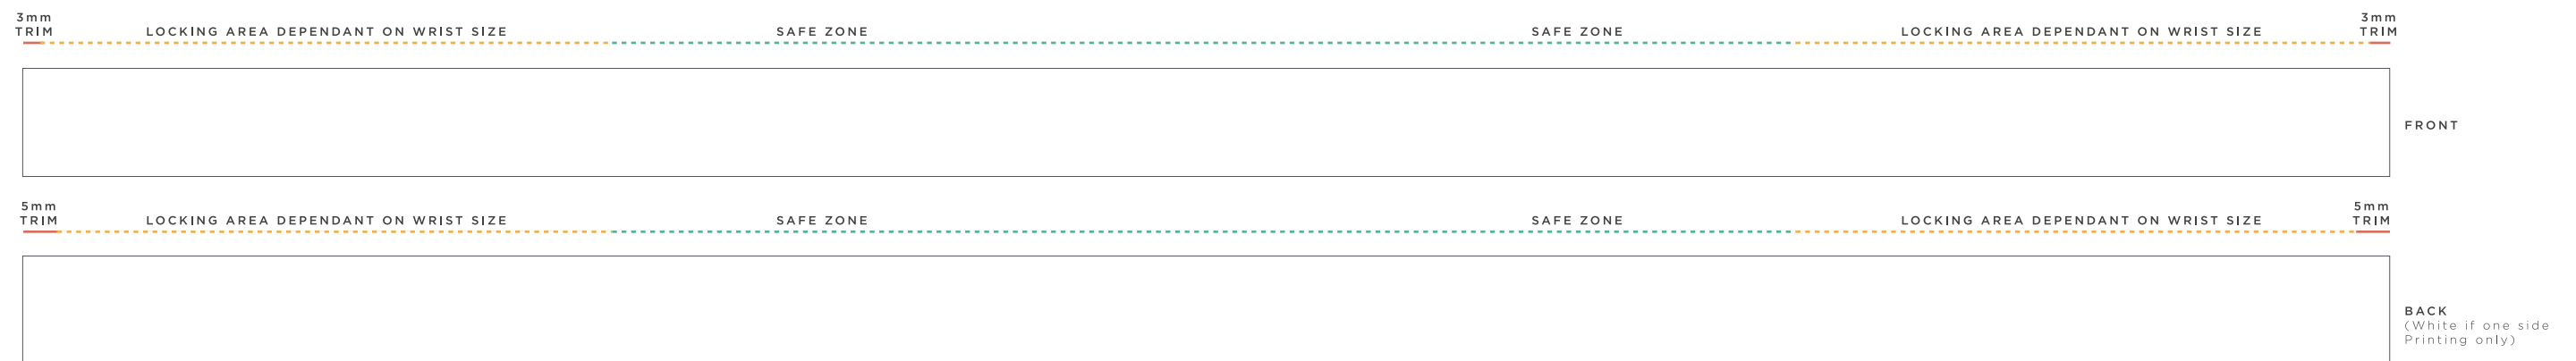 3mm
TRIM
LOCKING AREA DEPENDANT ON WRIST SIZE
SAFE ZONE
SAFE ZONE
LOCKING AREA DEPENDANT ON WRIST SIZE
3mm
TRIM
FRONT
5mm
TRIM
LOCKING AREA DEPENDANT ON WRIST SIZE
SAFE ZONE
SAFE ZONE
LOCKING AREA DEPENDANT ON WRIST SIZE
5mm
TRIM
BACK
(White if one side
Printing only)